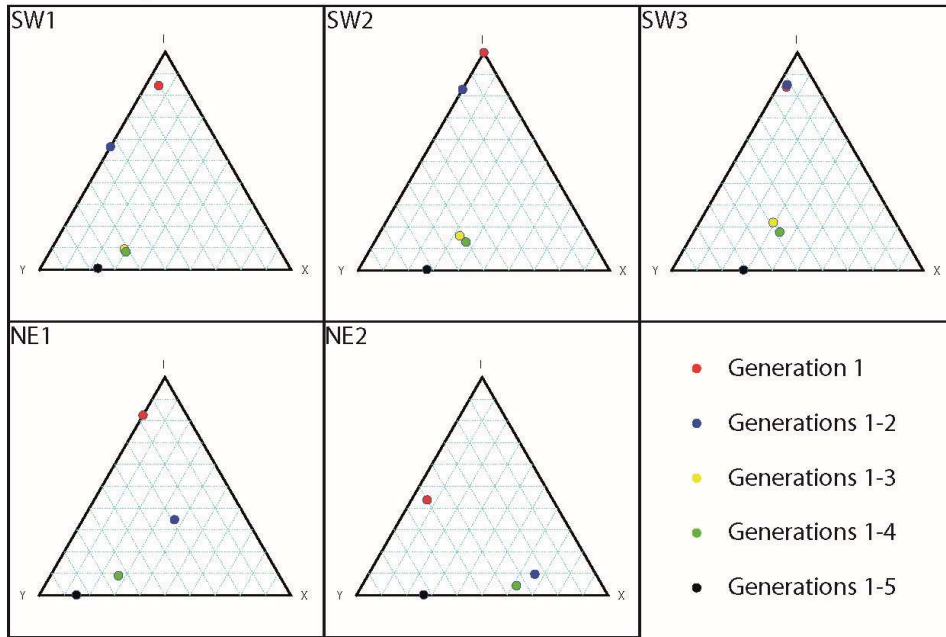 SW1
I
Y
X
SW2
I
Y
X
SW3
I
Y
X
NE1
I
Y
X
NE2
I
Y
X
Generation 1
Generations 1-2
Generations 1-3
Generations 1-4
Generations 1-5